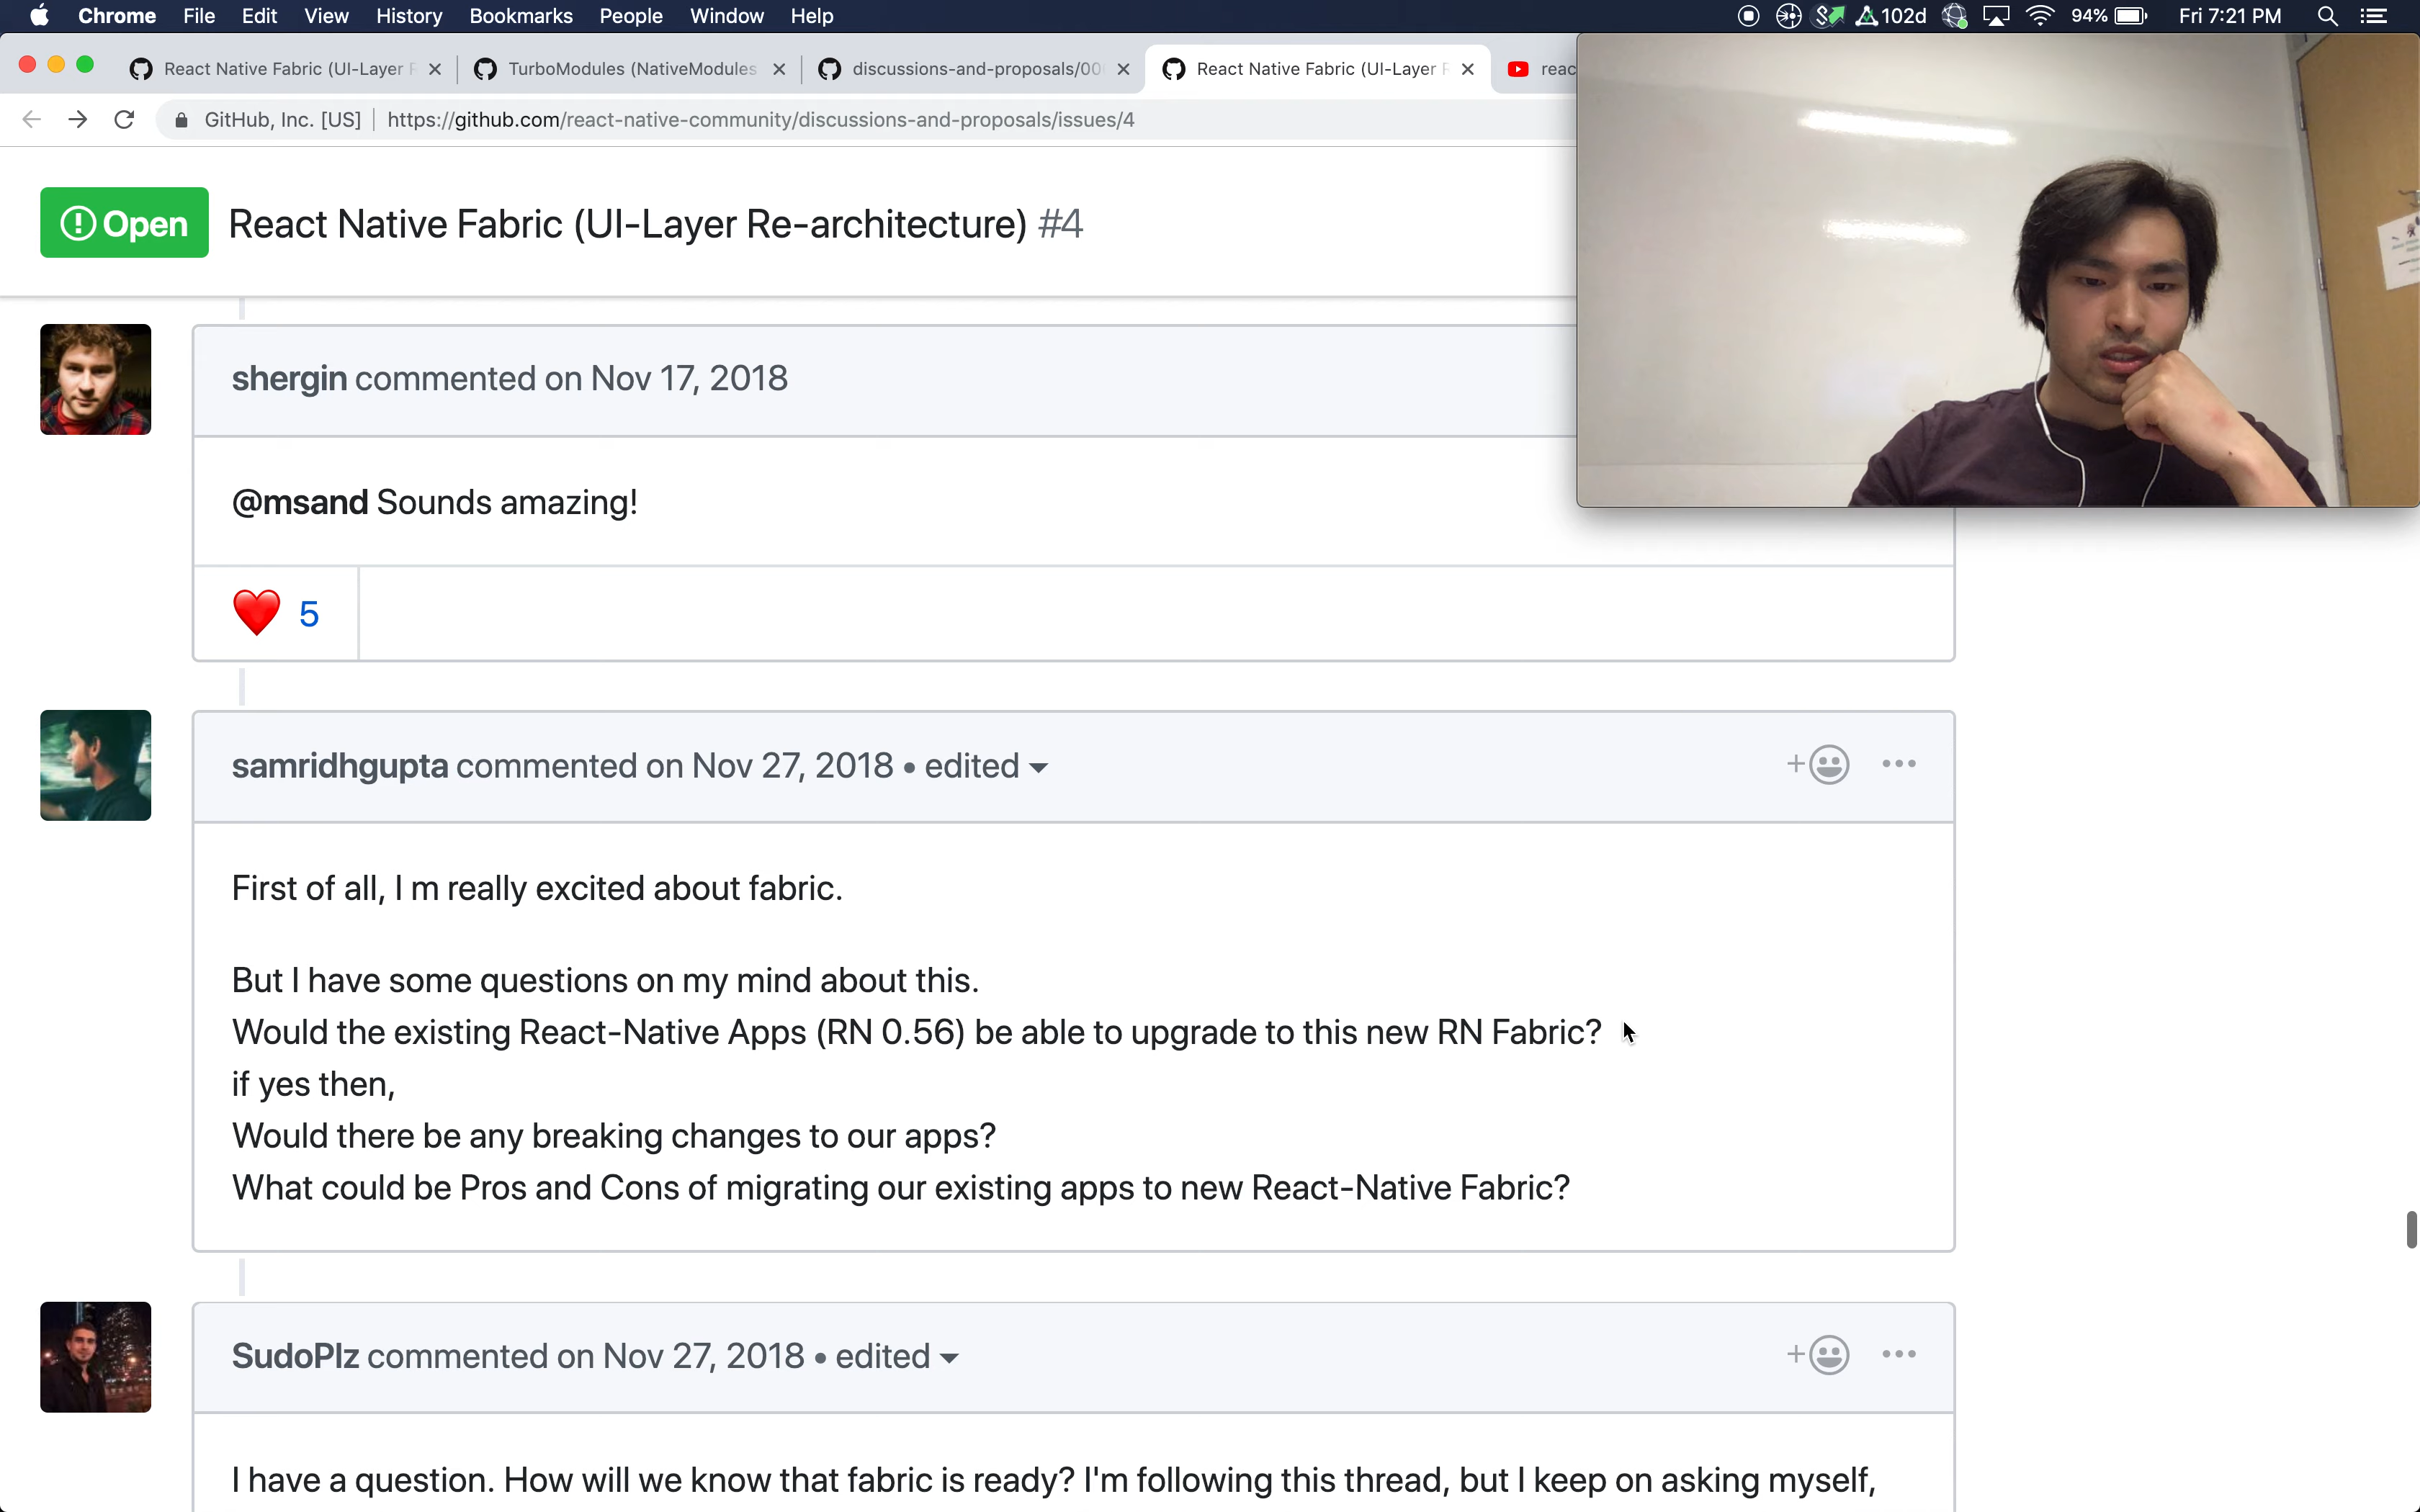 Chrome File Edit View History Bookmarks People Window Help 102d 94% Fri 7:21 PM
React Native Fabric (UI-Layer TurboModules (NativeModules discussions-and-proposals/00 React Native Fabric (UI-Layer reac
GitHub, Inc. [US] https://github.com/react-native-community/discussions-and-proposals/issues/4
Open React Native Fabric (UI-Layer Re-architecture) #4
shergin commented on Nov 17, 2018
@msand Sounds amazing!
5
samridhgupta commented on Nov 27, 2018 • edited
First of all, I m really excited about fabric.
But I have some questions on my mind about this.
Would the existing React-Native Apps (RN 0.56) be able to upgrade to this new RN Fabric?
if yes then,
Would there be any breaking changes to our apps?
What could be Pros and Cons of migrating our existing apps to new React-Native Fabric?
SudoPlz commented on Nov 27, 2018 • edited
I have a question. How will we know that fabric is ready? I'm following this thread, but I keep on asking myself,